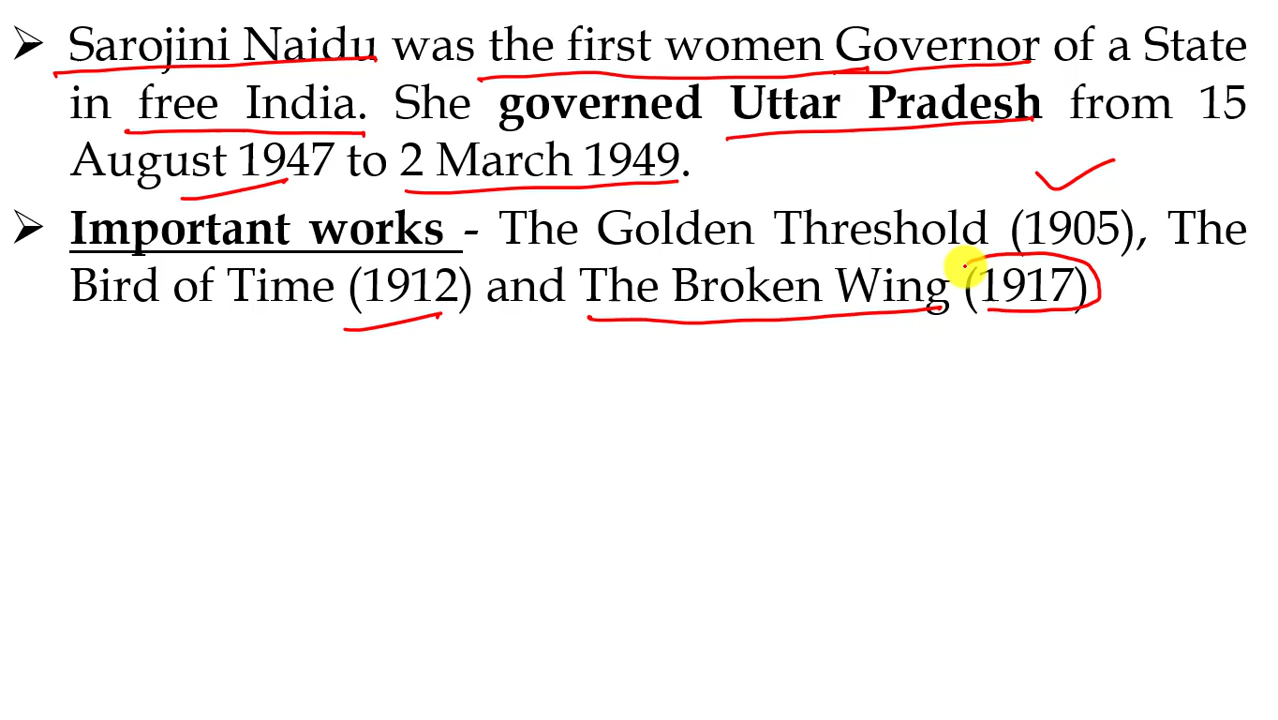 ➢ Sarojini Naidu was the first women Governor of a State
in free India. She governed Uttar Pradesh from 15
August 1947 to 2 March 1949.
➢ Important works - The Golden Threshold (1905), The
Bird of Time (1912) and The Broken Wing (1917)